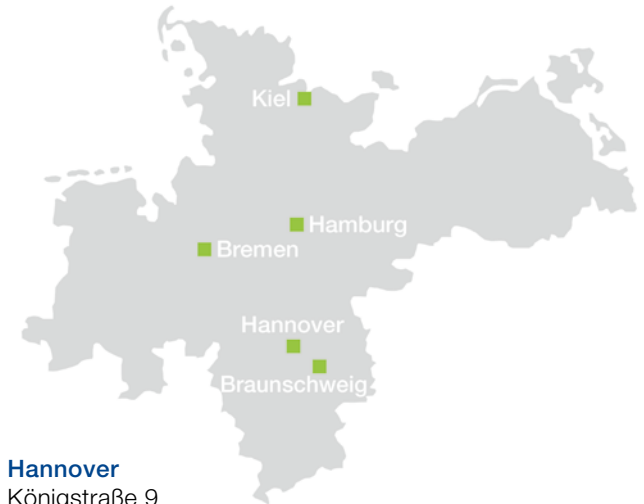 Kiel
Hamburg
Bremen
Hannover
Braunschweig
Hannover
Königstraße 9